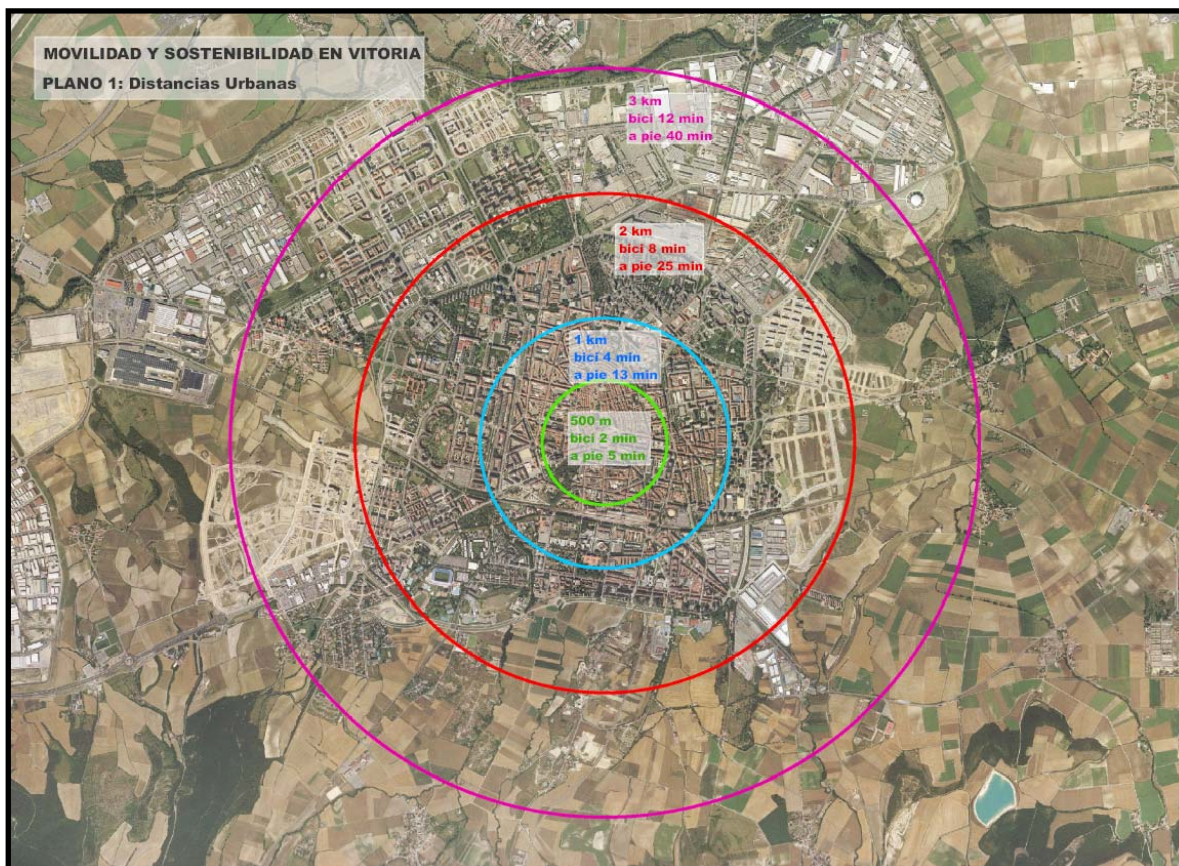 MOVILIDAD Y SOSTENIBILIDAD EN VITORIA
PLANO 1: Distancias Urbanas
3 km
bici 12 min
a pie 40 min
2 km
bici 8 min
a pie 25 min
1 km
bici 4 min
a pie 13 min
500 m
bici 2 min
a pie 5 min